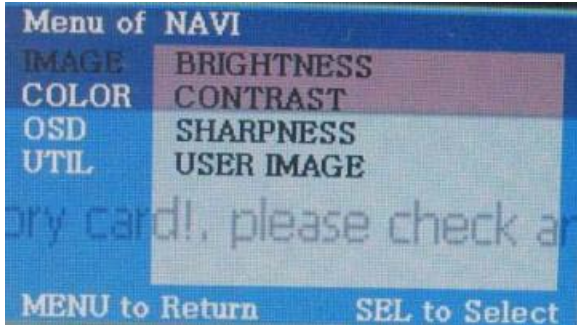 Menu of NAVI
IMAGE BRIGHTNESS
COLOR CONTRAST
OSD SHARPNESS
UTIL USER IMAGE
ory card!, please check
MENU to Return SEL to Select